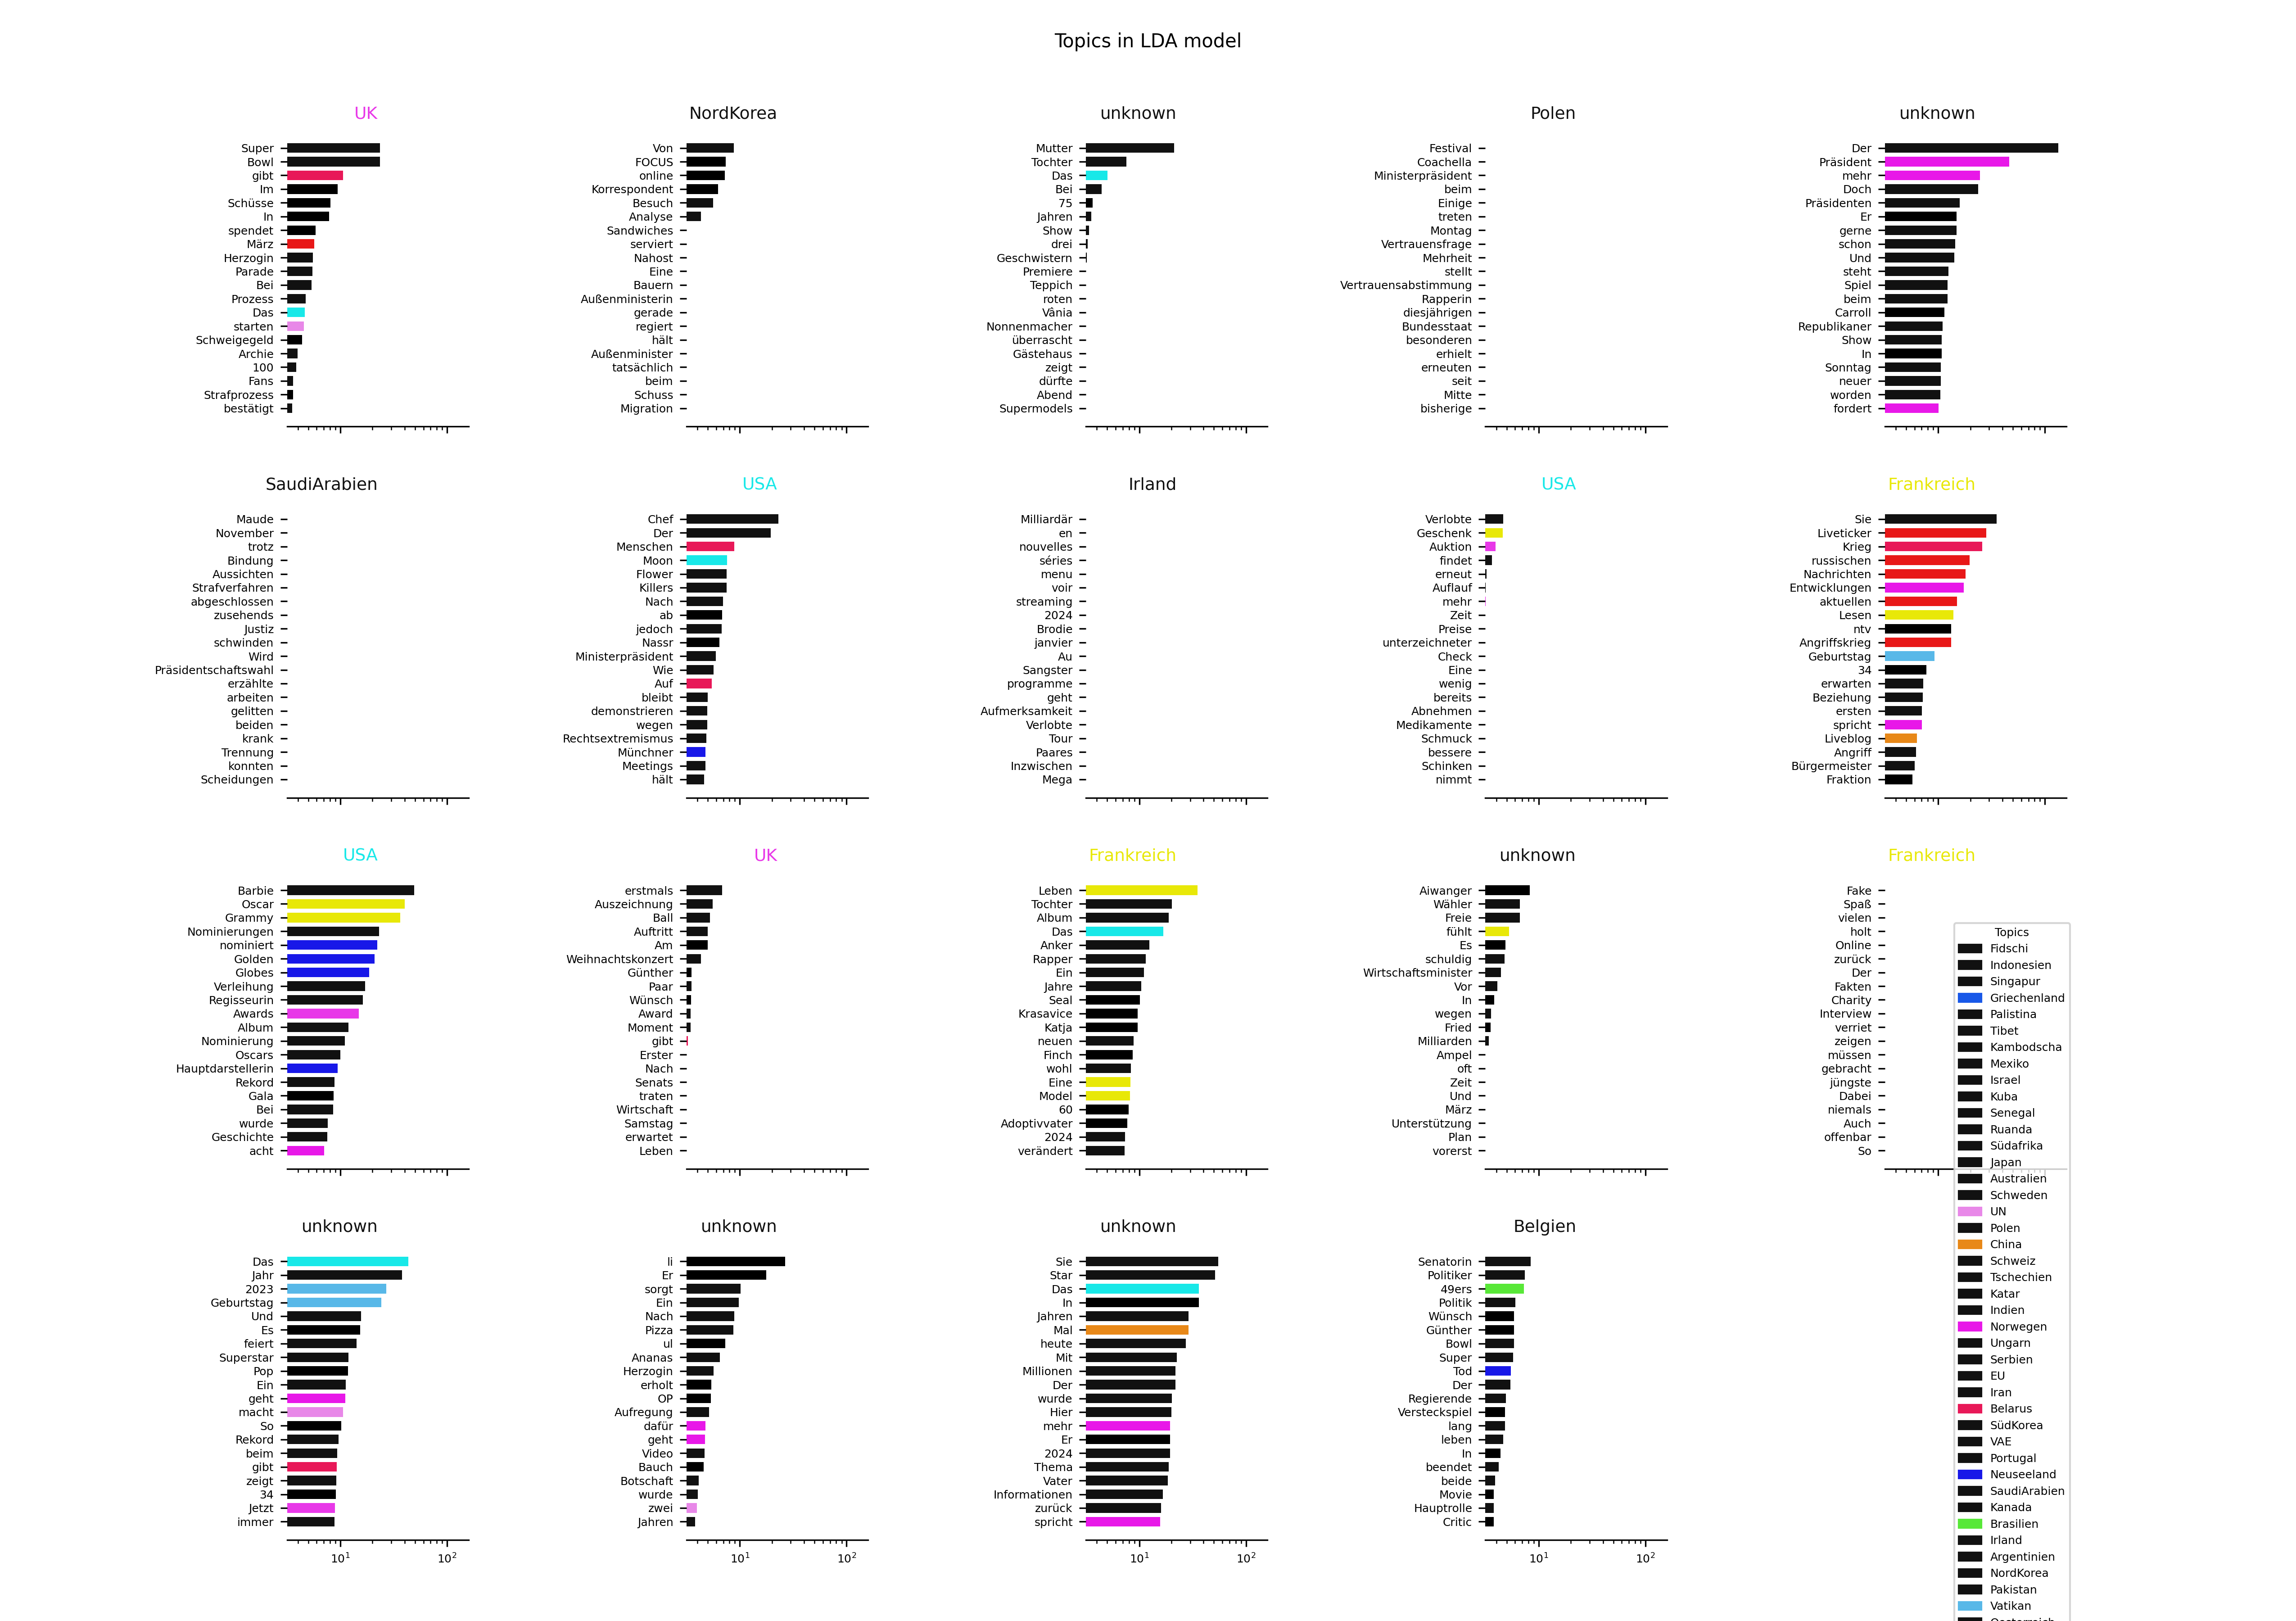 Topics in LDA model
UK
Super
Bowl
gibt
Im
Schüsse
In
spendet
März
Herzogin
Parade
Bei
Prozess
Das
starten
Schweigegeld
Archie
100
Fans
Strafprozess
bestätigt
NordKorea
Von
FOCUS
online
Korrespondent
Besuch
Analyse
Sandwiches
serviert
Nahost
Eine
Bauern
Außenministerin
gerade
regiert
hält
Außenminister
tatsächlich
beim
Schuss
Migration
unknown
Mutter
Tochter
Das
Bei
75
Jahren
Show
drei
Geschwistern
Premiere
Teppich
roten
Vânia
Nonnenmacher
überrascht
Gästehaus
zeigt
dürfte
Abend
Supermodels
Polen
Festival
Coachella
Ministerpräsident
beim
Einige
treten
Montag
Vertrauensfrage
Mehrheit
stellt
Vertrauensabstimmung
Rapperin
diesjährigen
Bundesstaat
besonderen
erhielt
erneuten
seit
Mitte
bisherige
unknown
Der
Präsident
mehr
Doch
Präsidenten
Er
gerne
schon
Und
steht
Spiel
beim
Carroll
Republikaner
Show
In
Sonntag
neuer
worden
fordert
SaudiArabien
Maude
November
trotz
Bindung
Aussichten
Strafverfahren
abgeschlossen
zusehends
Justiz
schwinden
Wird
Präsidentschaftswahl
erzählte
arbeiten
gelitten
beiden
krank
Trennung
konnten
Scheidungen
USA
Chef
Der
Menschen
Moon
Flower
Killers
Nach
ab
jedoch
Nassr
Ministerpräsident
Wie
Auf
bleibt
demonstrieren
wegen
Rechtsextremismus
Münchner
Meetings
hält
Irland
Milliardär
en
nouvelles
séries
menu
voir
streaming
2024
Brodie
janvier
Au
Sangster
programme
geht
Aufmerksamkeit
Verlobte
Tour
Paares
Inzwischen
Mega
USA
Verlobte
Geschenk
Auktion
findet
erneut
Auflauf
mehr
Zeit
Preise
unterzeichneter
Check
Eine
wenig
bereits
Abnehmen
Medikamente
Schmuck
bessere
Schinken
nimmt
Frankreich
Sie
Liveticker
Krieg
russischen
Nachrichten
Entwicklungen
aktuellen
Lesen
ntv
Angriffskrieg
Geburtstag
34
erwarten
Beziehung
ersten
spricht
Liveblog
Angriff
Bürgermeister
Fraktion
USA
Barbie
Oscar
Grammy
Nominierungen
nominiert
Golden
Globes
Verleihung
Regisseurin
Awards
Album
Nominierung
Oscars
Hauptdarstellerin
Rekord
Gala
Bei
wurde
Geschichte
acht
UK
erstmals
Auszeichnung
Ball
Auftritt
Am
Weihnachtskonzert
Günther
Paar
Wünsch
Award
Moment
gibt
Erster
Nach
Senats
traten
Wirtschaft
Samstag
erwartet
Leben
Frankreich
Leben
Tochter
Album
Das
Anker
Rapper
Ein
Jahre
Seal
Krasavice
Katja
neuen
Finch
wohl
Eine
Model
60
Adoptivvater
2024
verändert
unknown
Aiwanger
Wähler
Freie
fühlt
Es
schuldig
Wirtschaftsminister
Vor
In
wegen
Fried
Milliarden
Ampel
oft
Zeit
Und
März
Unterstützung
Plan
vorerst
Frankreich
Fake
Spaß
vielen
holt
Online
zurück
Der
Fakten
Charity
Interview
verriet
zeigen
müssen
gebracht
jüngste
Dabei
niemals
Auch
offenbar
So
unknown
Das
Jahr
2023
Geburtstag
Und
Es
feiert
Superstar
Pop
Ein
geht
macht
So
Rekord
beim
gibt
zeigt
34
Jetzt
immer
10¹ 10²
unknown
li
Er
sorgt
Ein
Nach
Pizza
ul
Ananas
Herzogin
erholt
OP
Aufregung
dafür
geht
Video
Bauch
Botschaft
wurde
zwei
Jahren
10¹ 10²
unknown
Sie
Star
Das
In
Jahren
Mal
heute
Mit
Millionen
Der
wurde
Hier
mehr
Er
2024
Thema
Vater
Informationen
zurück
spricht
10¹ 10²
Belgien
Senatorin
Politiker
49ers
Politik
Wünsch
Günther
Bowl
Super
Tod
Der
Regierende
Versteckspiel
lang
leben
In
beendet
beide
Movie
Hauptrolle
Critic
10¹ 10²
Topics
Fidschi
Indonesien
Singapur
Griechenland
Palistina
Tibet
Kambodscha
Mexiko
Israel
Kuba
Senegal
Ruanda
Südafrika
Japan
Australien
Schweden
UN
Polen
China
Schweiz
Tschechien
Katar
Indien
Norwegen
Ungarn
Serbien
EU
Iran
Belarus
SüdKorea
VAE
Portugal
Neuseeland
SaudiArabien
Kanada
Brasilien
Irland
Argentinien
NordKorea
Pakistan
Vatikan